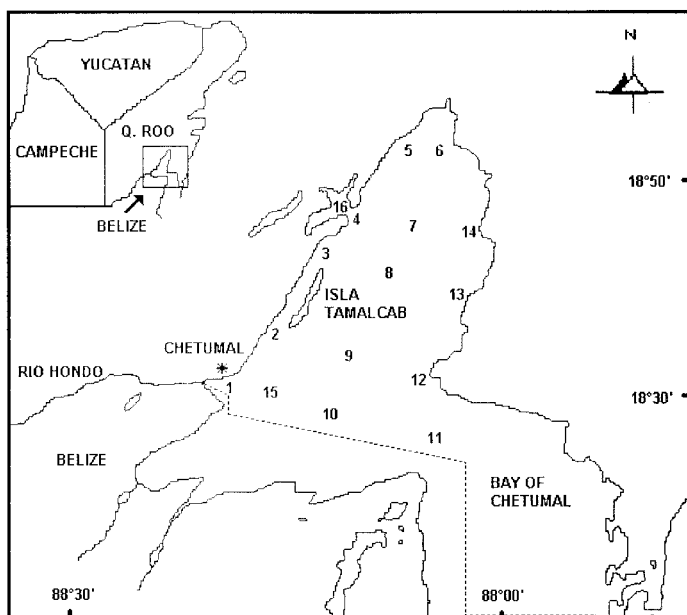 N
YUCATAN
Q. ROO
CAMPECHE
BELIZE
5 6
18°50'
16
4
7
14
3
8
ISLA
TAMALCAB
13
2
CHETUMAL
9
RIO HONDO
1
15
12
18°30'
10
11
BELIZE
BAY OF
CHETUMAL
88°30'
88°00'